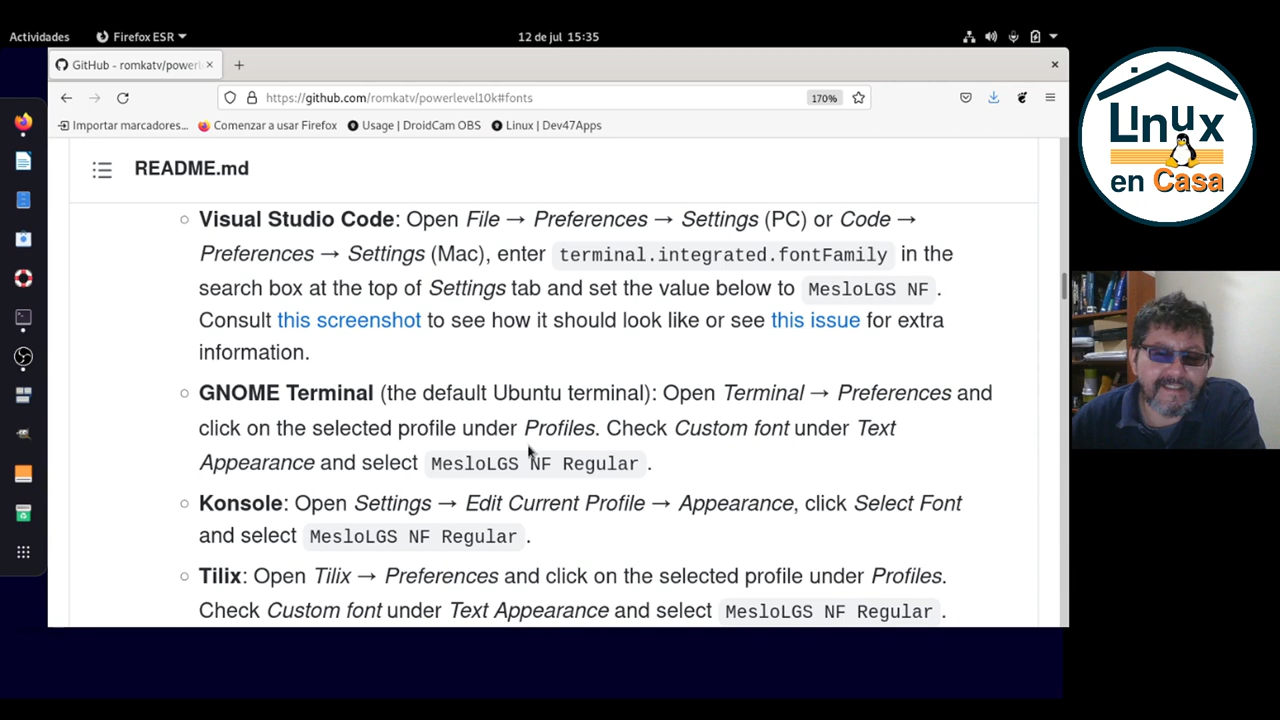 Actividades
Firefox ESR
12 de jul 15:35
GitHub - romkatv/powerl
https://github.com/romkatv/powerlevel10k#fonts
170%
Importar marcadores...
Comenzar a usar Firefox
Usage | DroidCam OBS
Linux | Dev47Apps
README.md
Visual Studio Code: Open File → Preferences → Settings (PC) or Code →
Preferences → Settings (Mac), enter terminal.integrated.fontFamily in the
search box at the top of Settings tab and set the value below to MesloLGS NF.
Consult this screenshot to see how it should look like or see this issue for extra
information.
GNOME Terminal (the default Ubuntu terminal): Open Terminal → Preferences and
click on the selected profile under Profiles. Check Custom font under Text
Appearance and select MesloLGS NF Regular.
Konsole: Open Settings → Edit Current Profile → Appearance, click Select Font
and select MesloLGS NF Regular.
Tilix: Open Tilix → Preferences and click on the selected profile under Profiles.
Check Custom font under Text Appearance and select MesloLGS NF Regular.
Linux
en Casa